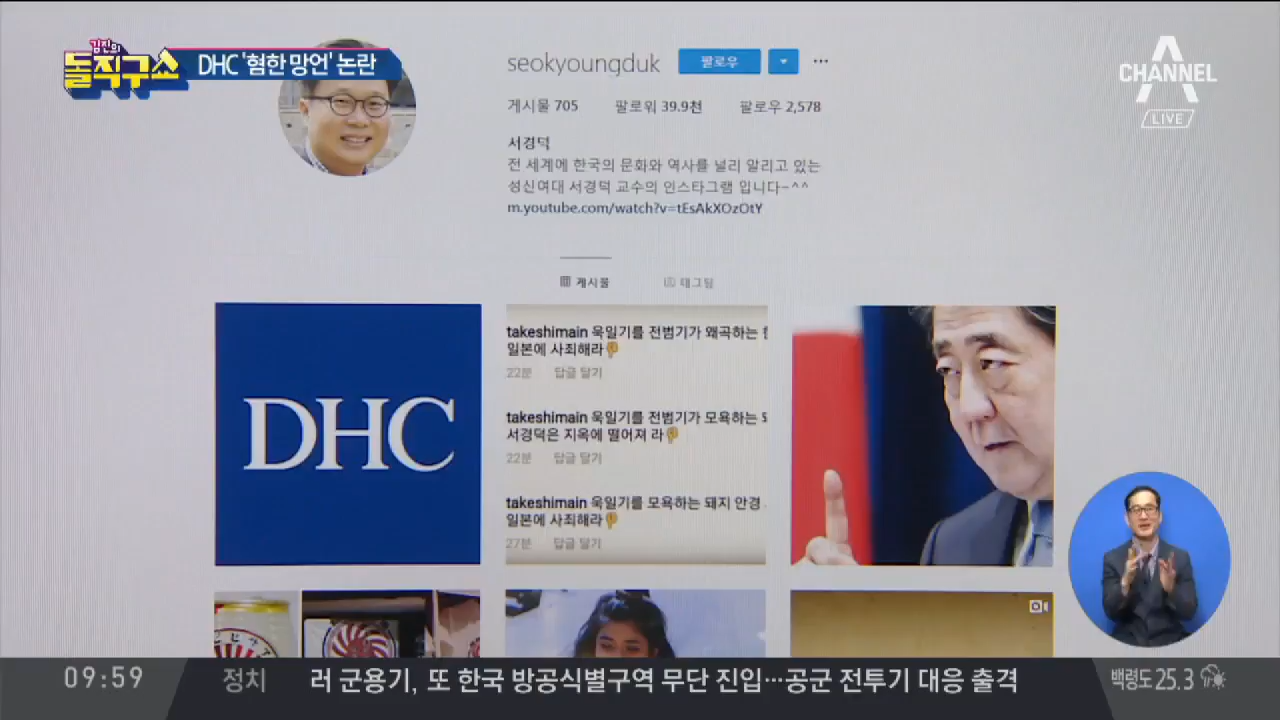 김진의
돌직구쇼
DHC '혐한 망언' 논란
CHANNEL A
LIVE
seokyoungduk 팔로우 ···
게시물 705 팔로워 39.9천 팔로우 2,578
서경덕
전 세계에 한국의 문화와 역사를 널리 알리고 있는
성신여대 서경덕 교수의 인스타그램 입니다~^^
m.youtube.com/watch?v=tEsAkXOzOtY
게시물 태그됨
DHC
takeshimain 욱일기를 전범기가 왜곡하는
일본에 사죄해라
22분 답글 달기
takeshimain 욱일기를 전범기가 모욕하는
서경덕은 지옥에 떨어져 라
22분 답글 달기
takeshimain 욱일기를 모욕하는 돼지 안경
일본에 사죄해라
27분 답글 달기
09:59 정치 러 군용기, 또 한국 방공식별구역 무단 진입…공군 전투기 대응 출격 백령도 25.3